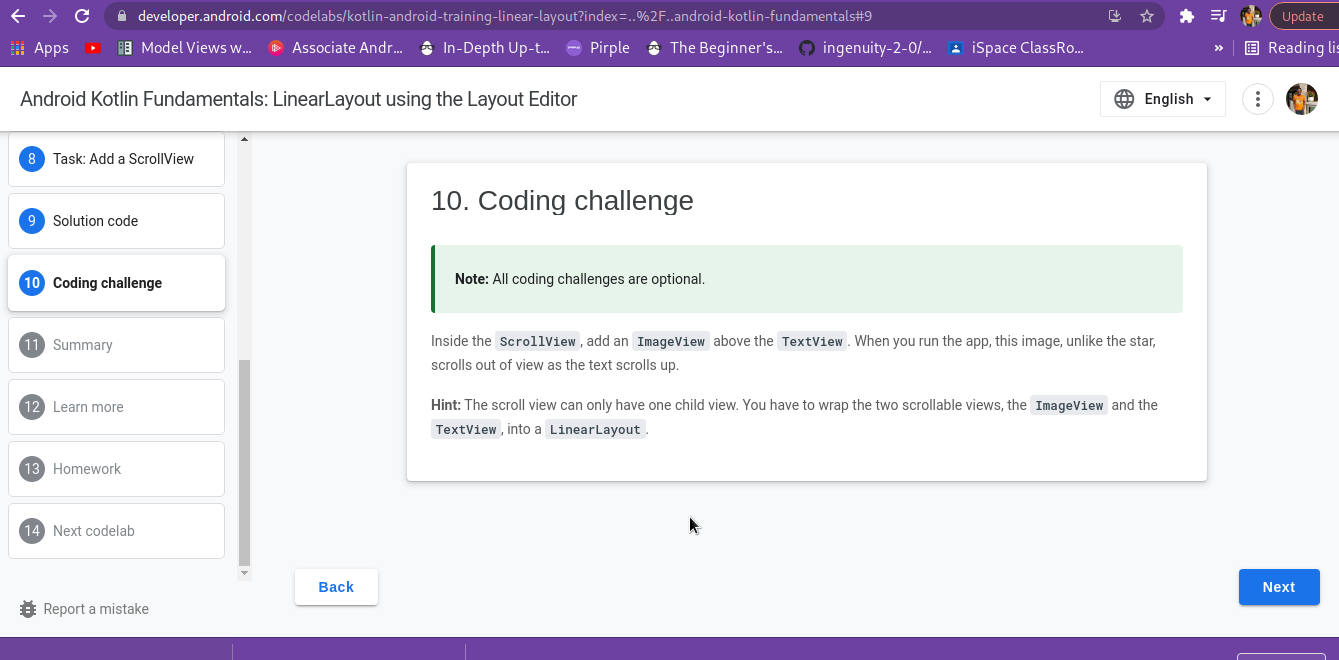 developer.android.com/codelabs/kotlin-android-training-linear-layout?index=..%2F..android-kotlin-fundamentals#9
Update
Apps
Model Views w...
Associate Andr...
In-Depth Up-t...
Pirple
The Beginner's...
ingenuity-2-0/...
iSpace ClassRo...
»
Reading lis
Android Kotlin Fundamentals: LinearLayout using the Layout Editor
English
8 Task: Add a ScrollView
9 Solution code
10 Coding challenge
11 Summary
12 Learn more
13 Homework
14 Next codelab
Report a mistake
10. Coding challenge
Note: All coding challenges are optional.
Inside the ScrollView, add an ImageView above the TextView. When you run the app, this image, unlike the star,
scrolls out of view as the text scrolls up.
Hint: The scroll view can only have one child view. You have to wrap the two scrollable views, the ImageView and the
TextView, into a LinearLayout.
Back
Next